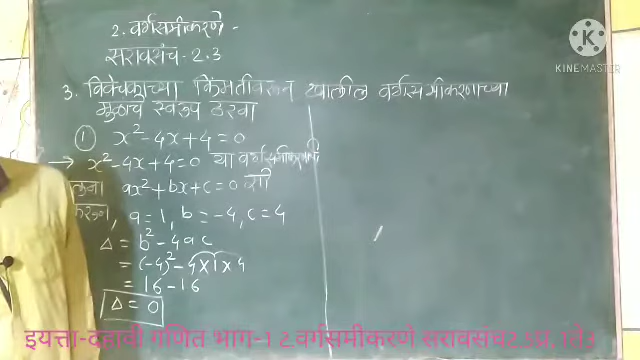 2. वर्गसमीकरणे -
सरावसंच - 2.3
3. विवेचकाच्या किंमतीवरून खालील वर्गसमीकरणाच्या
मुळाचे स्वरूप ठरवा
① x² - 4x + 4 = 0
→ x² - 4x + 4 = 0 या वर्गसमीकरणाची
तुलना ax² + bx + c = 0 शी
करून, a = 1, b = -4, c = 4
Δ = b² - 4ac
= (-4)² - 4 × 1 × 4
= 16 - 16
Δ = 0
KINEMASTER
इयत्ता-दहावी गणित भाग-1 2.वर्गसमीकरणे सरावसंच2.3प्र.